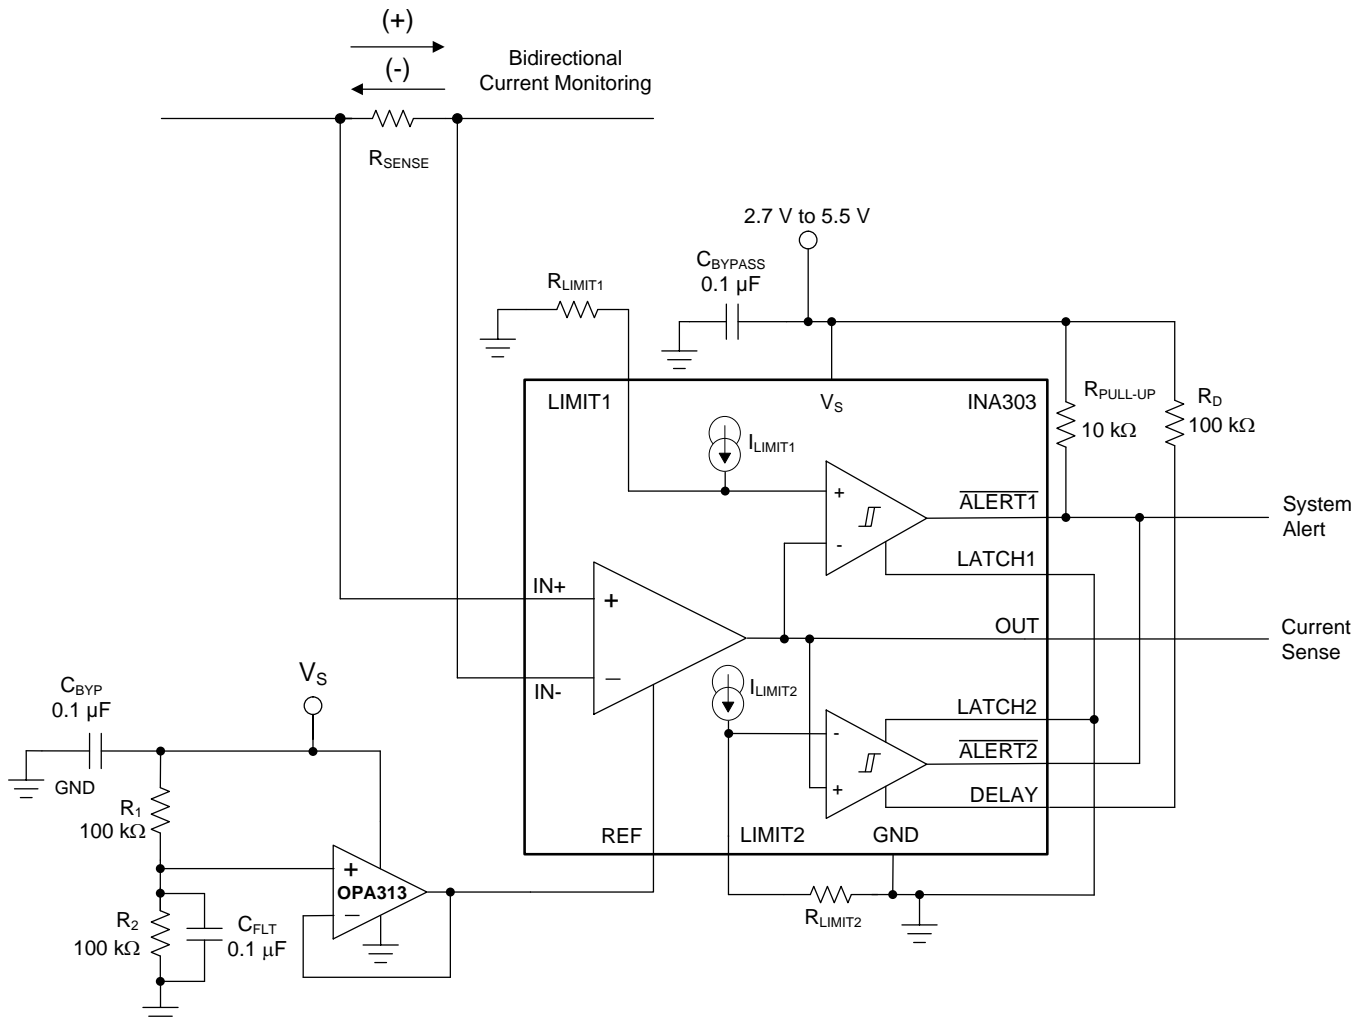 (+)
(-)
Bidirectional
Current Monitoring
RSENSE
2.7 V to 5.5 V
CBYPASS
0.1 µF
RLIMIT1
LIMIT1
VS
INA303
RPULL-UP
10 kΩ
RD
100 kΩ
ILIMIT1
+
-
ALERT1
System
Alert
LATCH1
IN+
+
OUT
Current
Sense
−
IN-
ILIMIT2
LATCH2
-
+
ALERT2
DELAY
REF
LIMIT2
GND
RLIMIT2
VS
CBYP
0.1 µF
GND
R1
100 kΩ
+
OPA313
−
R2
100 kΩ
CFLT
0.1 µF